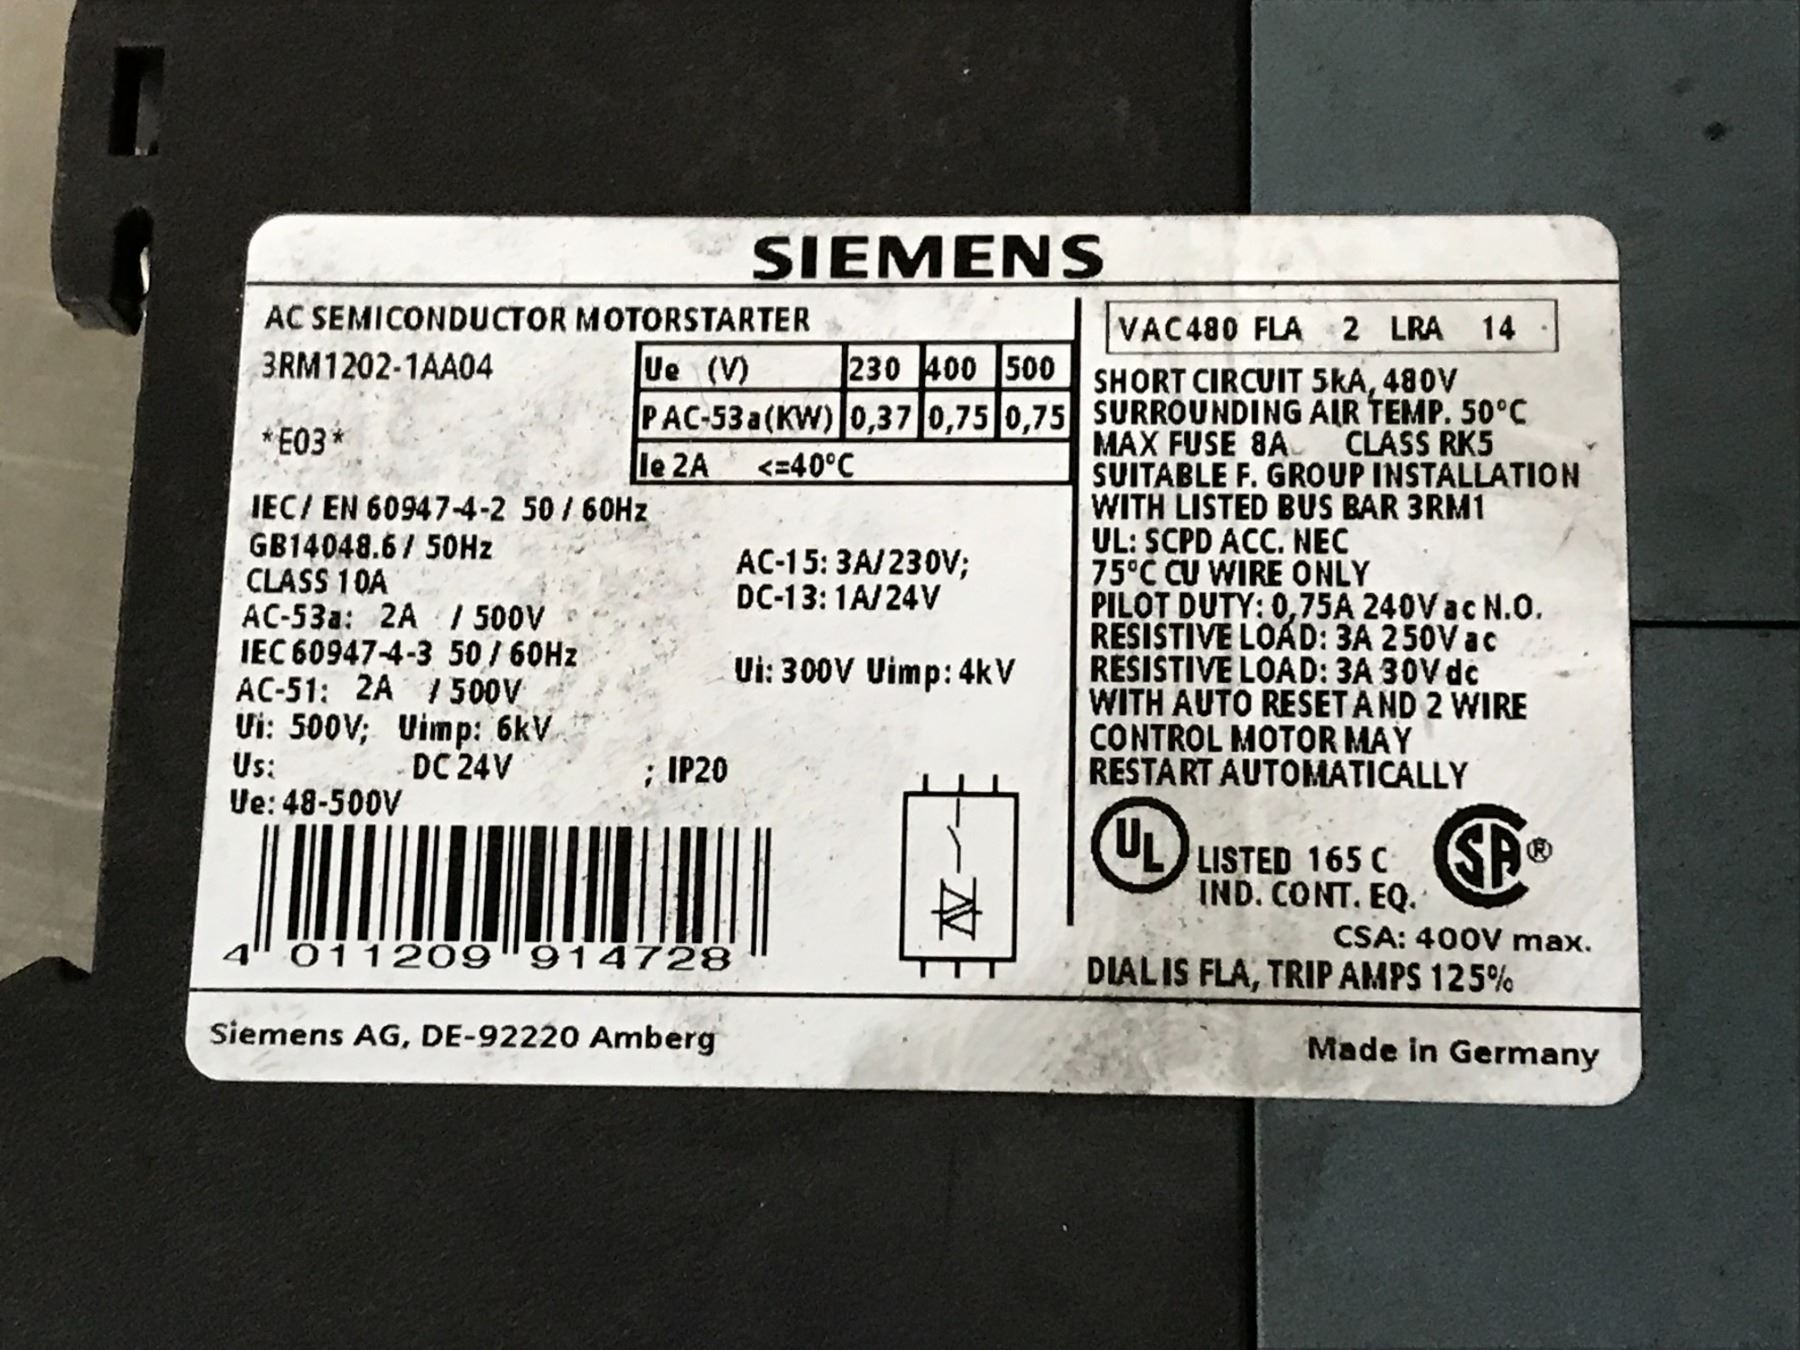 SIEMENS
AC SEMICONDUCTOR MOTORSTARTER
3RM1202-1AA04
*E03*
Ue (V) 230 400 500
P AC-53a(KW) 0,37 0,75 0,75
Ie 2A <=40°C
IEC/ EN 60947-4-2 50 / 60Hz
GB14048.6 / 50Hz
CLASS 10A
AC-53a: 2A / 500V
IEC 60947-4-3 50 / 60Hz
AC-51: 2A / 500V
Ui: 500V; Uimp: 6kV
Us: DC 24V ; IP20
Ue: 48-500V
AC-15: 3A/230V;
DC-13: 1A/24V
Ui: 300V Uimp: 4kV
4 011209 914728
VAC480 FLA 2 LRA 14
SHORT CIRCUIT 5kA, 480V
SURROUNDING AIR TEMP. 50°C
MAX FUSE 8A CLASS RK5
SUITABLE F. GROUP INSTALLATION
WITH LISTED BUS BAR 3RM1
UL: SCPD ACC. NEC
75°C CU WIRE ONLY
PILOT DUTY: 0,75A 240V ac N.O.
RESISTIVE LOAD: 3A 250V ac
RESISTIVE LOAD: 3A 30V dc
WITH AUTO RESET AND 2 WIRE
CONTROL MOTOR MAY
RESTART AUTOMATICALLY
UL LISTED 165 C SA®
IND. CONT. EQ.
CSA: 400V max.
DIAL IS FLA, TRIP AMPS 125%
Siemens AG, DE-92220 Amberg
Made in Germany